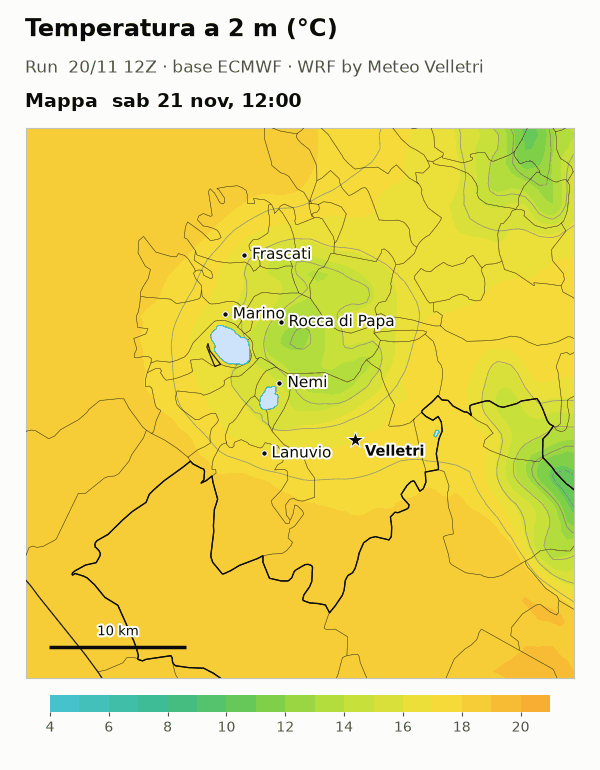 Temperatura a 2 m (°C)
Run  20/11 12Z · base ECMWF · WRF by Meteo Velletri
Mappa  sab 21 nov, 12:00
Frascati
Marino
Rocca di Papa
Nemi
Velletri
Lanuvio
10 km
4 6 8 10 12 14 16 18 20